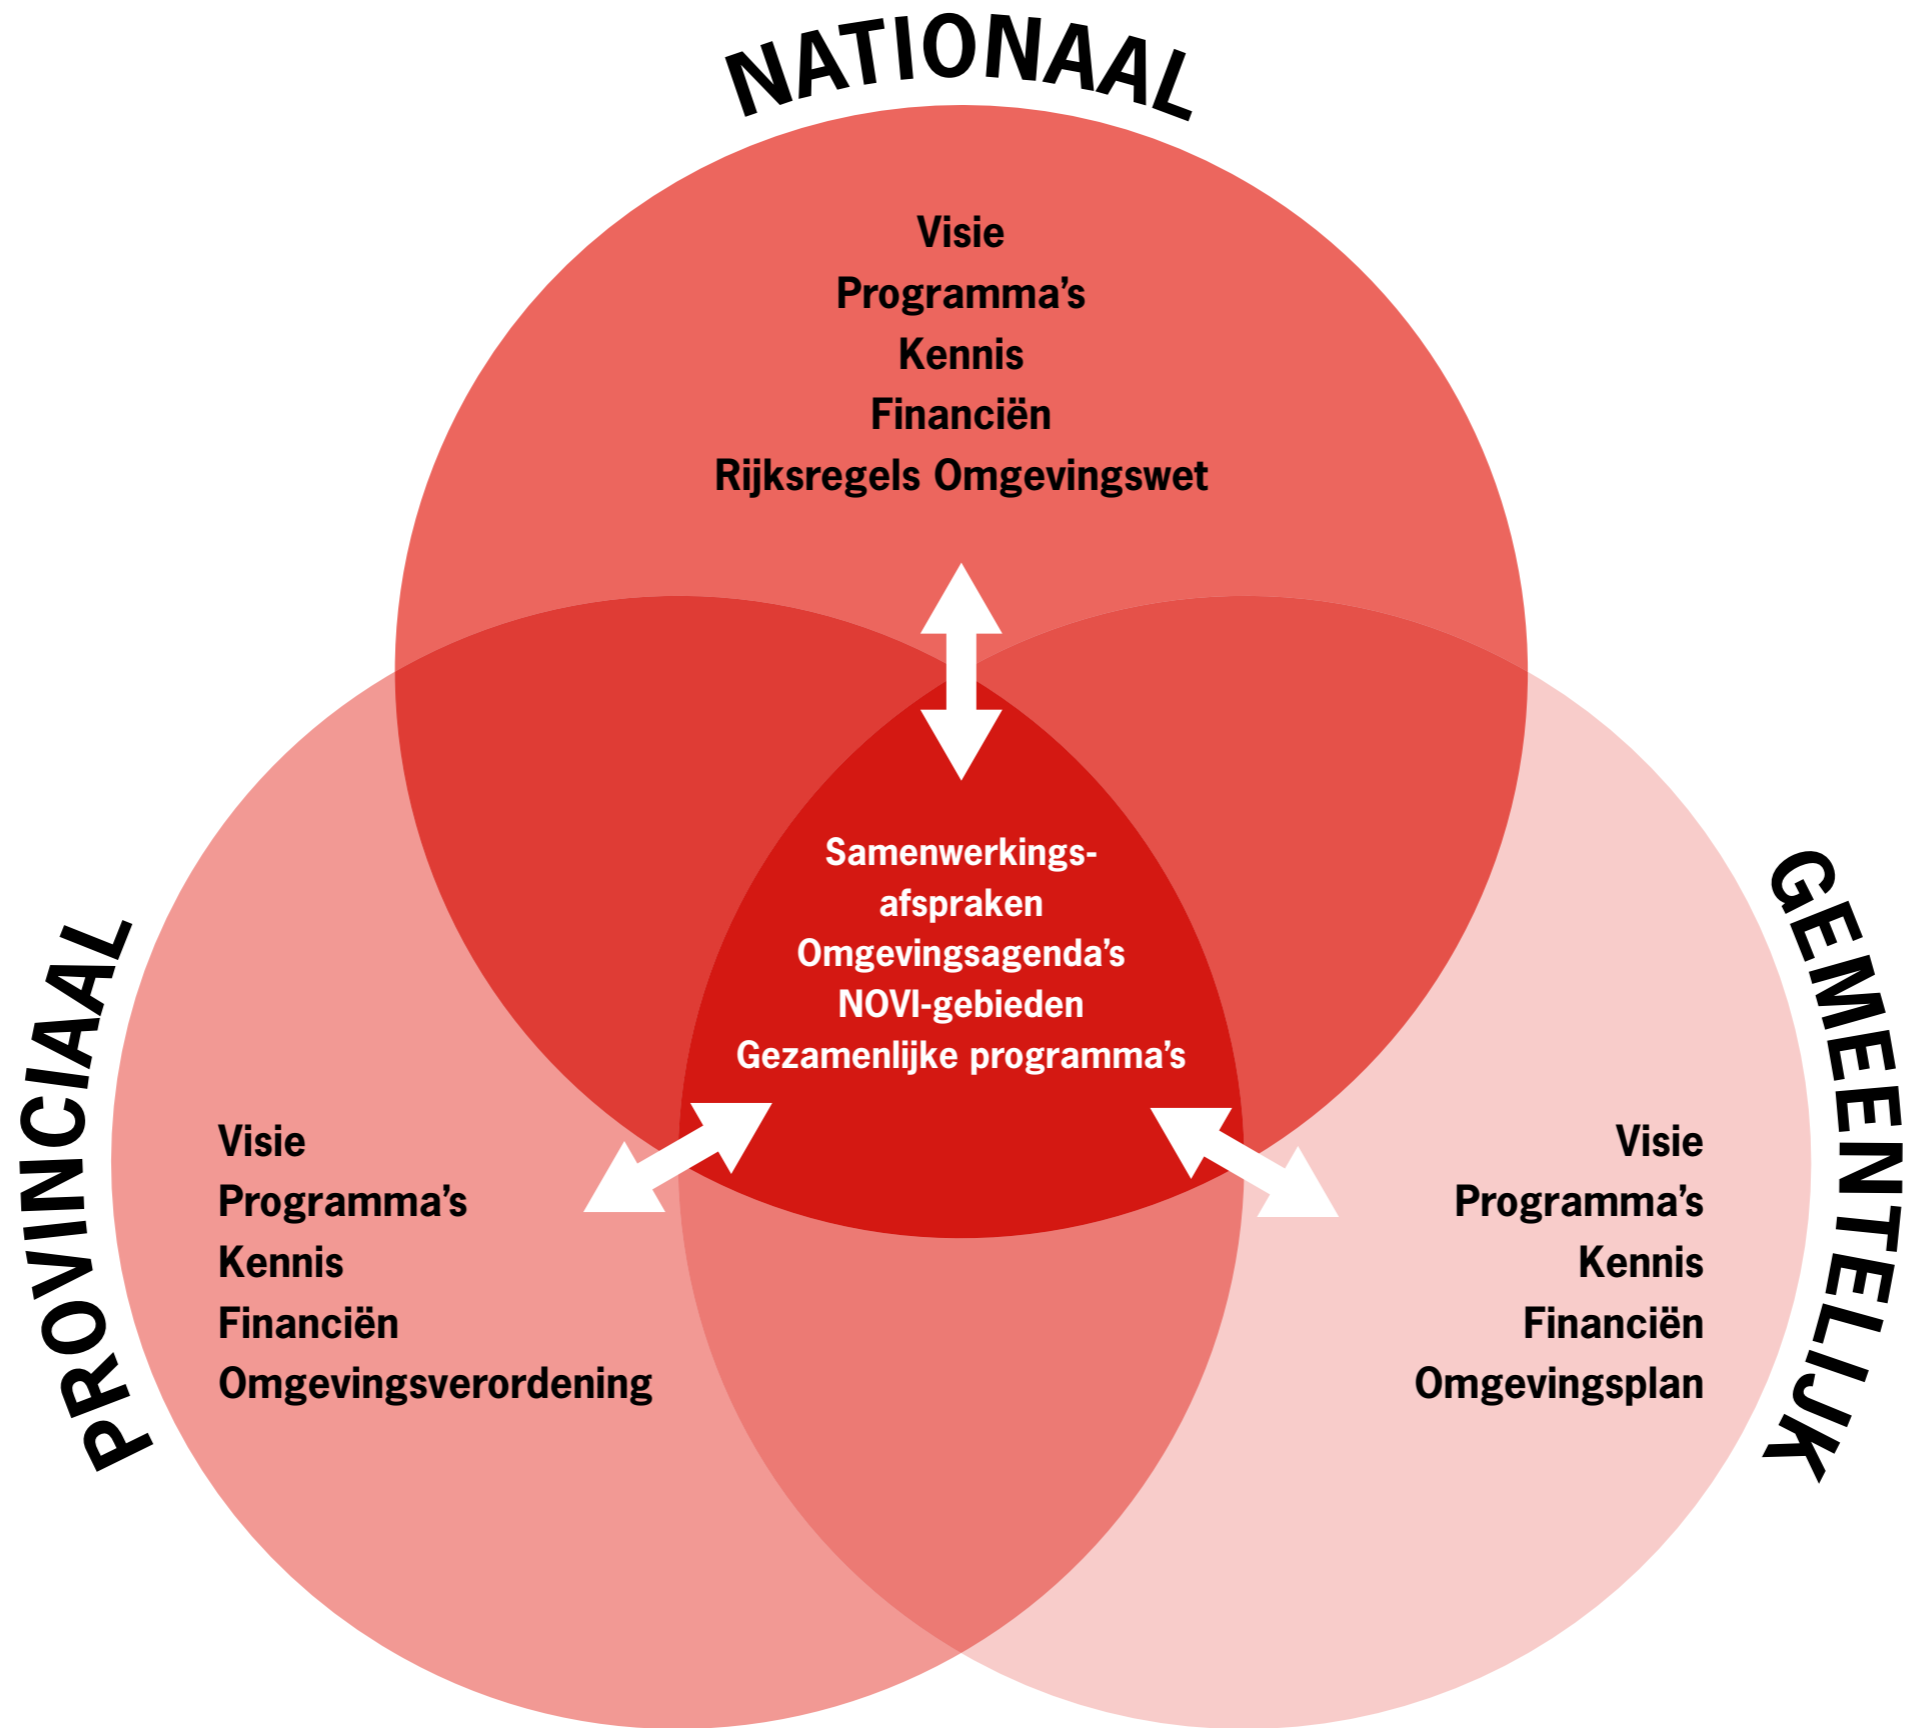 NATIONAAL
Visie
Programma’s
Kennis
Financiën
Rijksregels Omgevingswet
Samenwerkings-
afspraken
Omgevingsagenda’s
NOVI-gebieden
Gezamenlijke programma’s
PROVINCIAAL
Visie
Programma’s
Kennis
Financiën
Omgevingsverordening
GEMEENTELIJK
Visie
Programma’s
Kennis
Financiën
Omgevingsplan